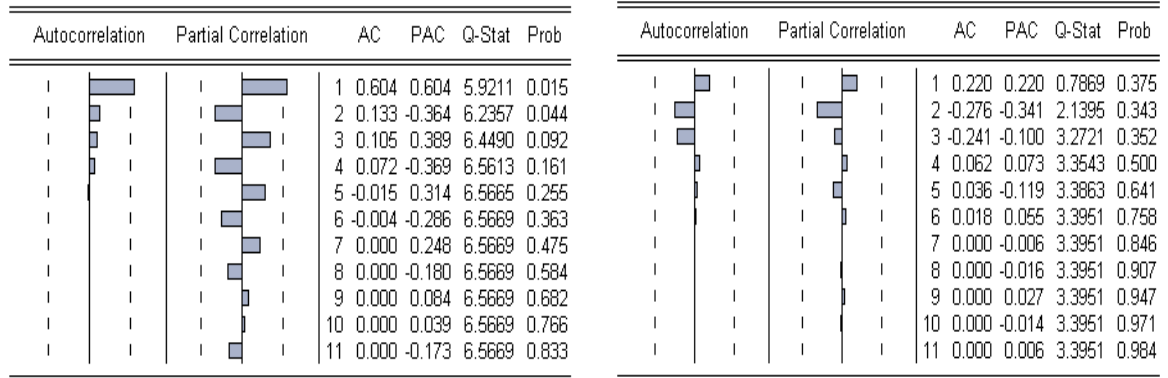 Autocorrelation Partial Correlation AC PAC Q-Stat Prob
1 0.604 0.604 5.9211 0.015
2 0.133 -0.364 6.2357 0.044
3 0.105 0.389 6.4490 0.092
4 0.072 -0.369 6.5613 0.161
5 -0.015 0.314 6.5665 0.255
6 -0.004 -0.286 6.5669 0.363
7 0.000 0.248 6.5669 0.475
8 0.000 -0.180 6.5669 0.584
9 0.000 0.084 6.5669 0.682
10 0.000 0.039 6.5669 0.766
11 0.000 -0.173 6.5669 0.833
Autocorrelation Partial Correlation AC PAC Q-Stat Prob
1 0.220 0.220 0.7869 0.375
2 -0.276 -0.341 2.1395 0.343
3 -0.241 -0.100 3.2721 0.352
4 0.062 0.073 3.3543 0.500
5 0.036 -0.119 3.3863 0.641
6 0.018 0.055 3.3951 0.758
7 0.000 -0.006 3.3951 0.846
8 0.000 -0.016 3.3951 0.907
9 0.000 0.027 3.3951 0.947
10 0.000 -0.014 3.3951 0.971
11 0.000 0.006 3.3951 0.984